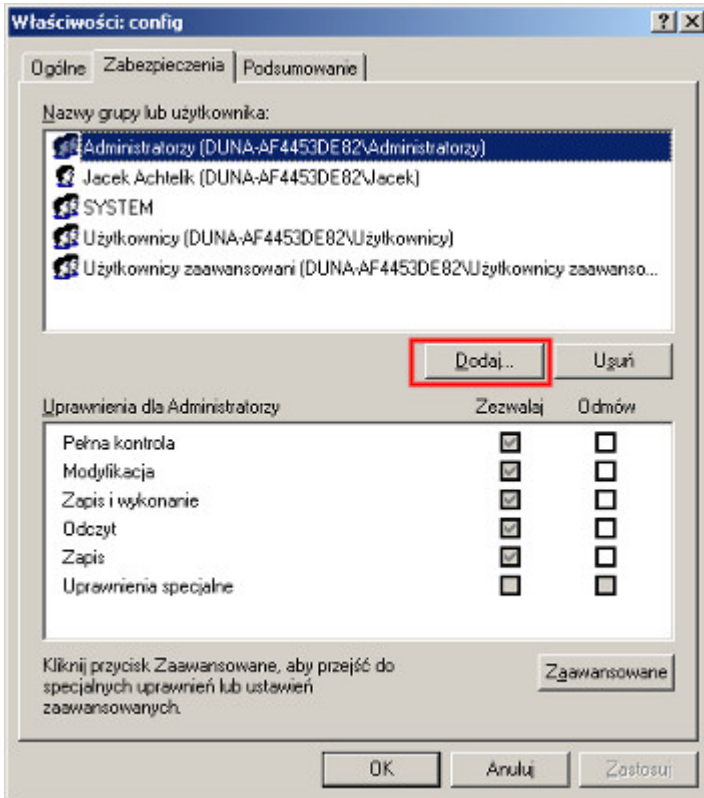 Właściwości: config
Ogólne Zabezpieczenia Podsumowanie
Nazwy grupy lub użytkownika:
Administratorzy (DUNA-AF4453DE82\Administratorzy)
Jacek Achtelik (DUNA-AF4453DE82\Jacek)
SYSTEM
Użytkownicy (DUNA-AF4453DE82\Użytkownicy)
Użytkownicy zaawansowani (DUNA-AF4453DE82\Użytkownicy zaawanso...
Dodaj... Usuń
Uprawnienia dla Administratorzy Zezwalaj Odmów
Pełna kontrola
Modyfikacja
Zapis i wykonanie
Odczyt
Zapis
Uprawnienia specjalne
Kliknij przycisk Zaawansowane, aby przejść do
specjalnych uprawnień lub ustawień
zaawansowanych.
Zaawansowane
OK Anuluj Zastosuj